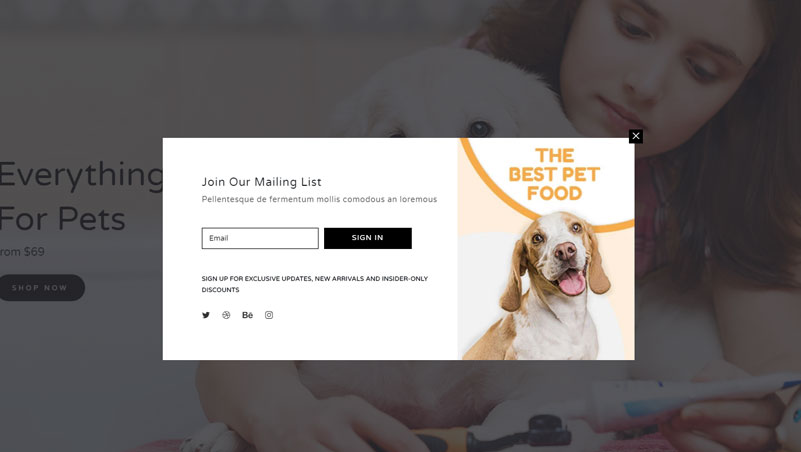 Everything
For Pets
rom $69
SHOP NOW
Join Our Mailing List
Pellentesque de fermentum mollis comodous an loremous
Email
SIGN IN
SIGN UP FOR EXCLUSIVE UPDATES, NEW ARRIVALS AND INSIDER-ONLY
DISCOUNTS
Bē
THE
BEST PET
FOOD